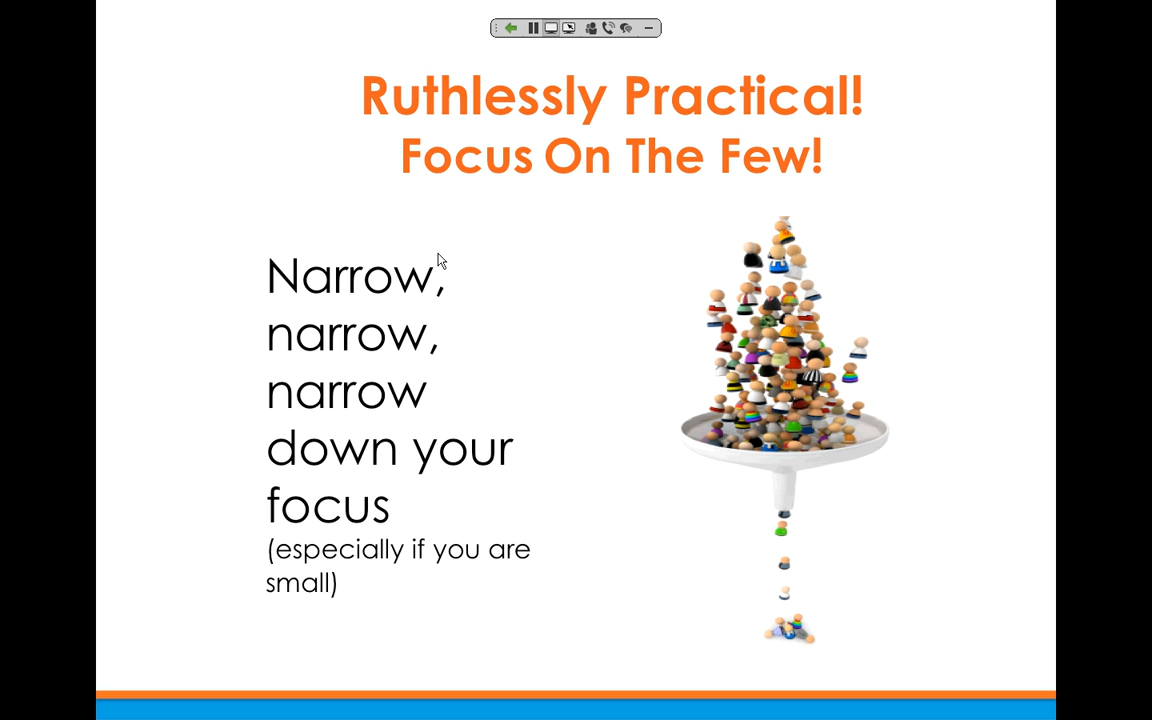 Ruthlessly Practical!
Focus On The Few!
Narrow,
narrow,
narrow
down your
focus
(especially if you are
small)